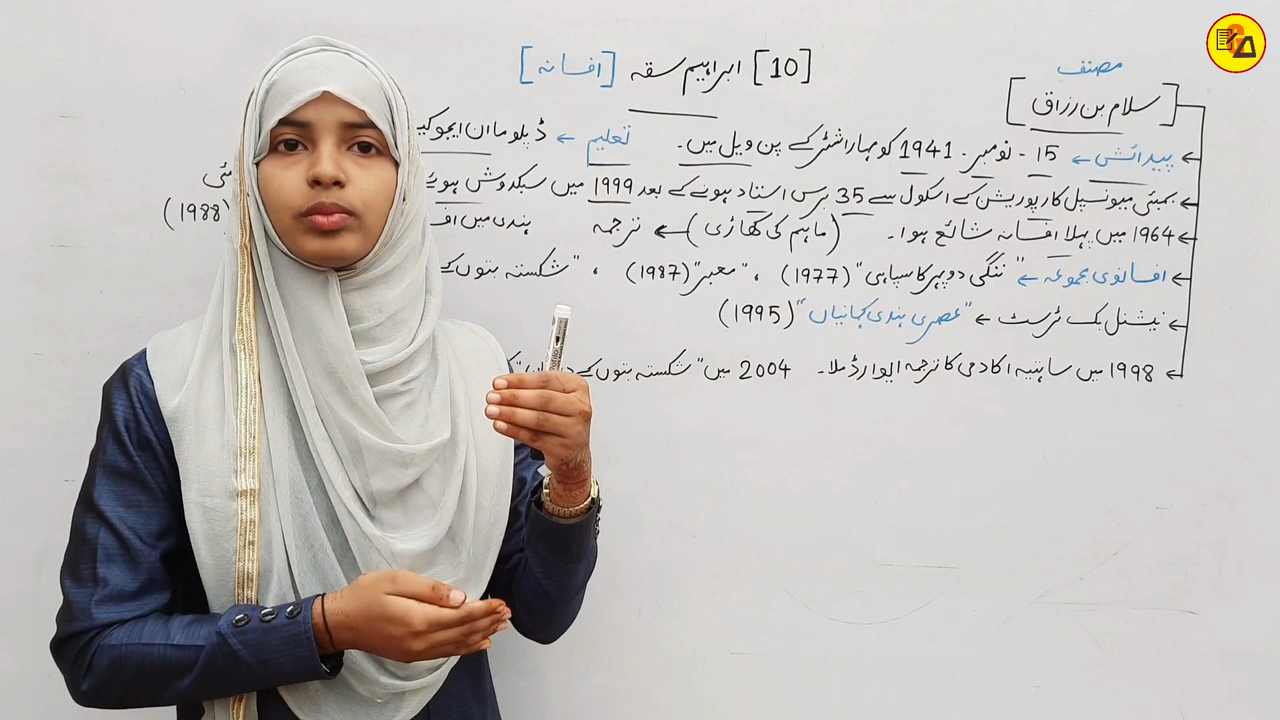 [10] ابراہیم سقہ [افسانہ]
مصنف
[سلام بن رزاق]
پیدائش ← 15 - نومبر - 1941 کو مہاراشٹر کے پن ویل میں - تعلیم ← ڈپلوما ان ایجوکیـ
بمبئی میونسپل کارپوریشن کے اسکول سے 35 برس استاد ہونے کے بعد 1999 میں سبکدوش ہوئے
1964 میں پہلا افسانہ شائع ہوا - (ماہم کی کھاڑی) ← ترجمہ ہندی میں (1988)
افسانوی مجموعہ ← "ننگی دوپہر کا سپاہی" (1977) ، "معبر" (1987) ، "شکستہ بتوں کے
نیشنل بک ٹرسٹ ← "عصری ہندی کہانیاں" (1995)
1998 میں ساہتیہ اکادمی کا ترجمہ ایوارڈ ملا - 2004 میں "شکستہ بتوں کے